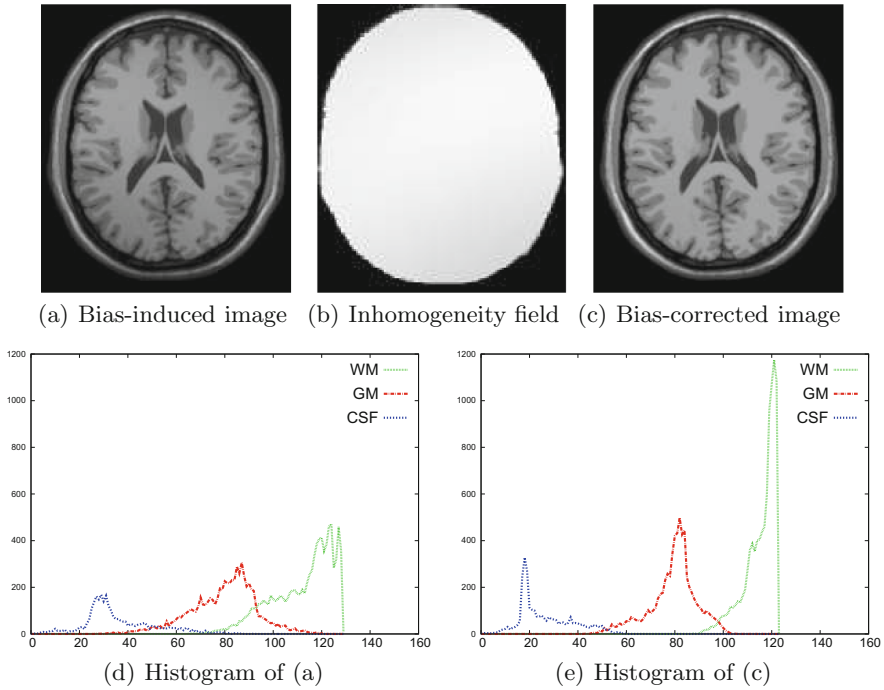 (a) Bias-induced image (b) Inhomogeneity field (c) Bias-corrected image
1200
1000
800
600
400
200
0
0 20 40 60 80 100 120 140 160
WM
GM
CSF
(d) Histogram of (a)
1200
1000
800
600
400
200
0
0 20 40 60 80 100 120 140 160
WM
GM
CSF
(e) Histogram of (c)